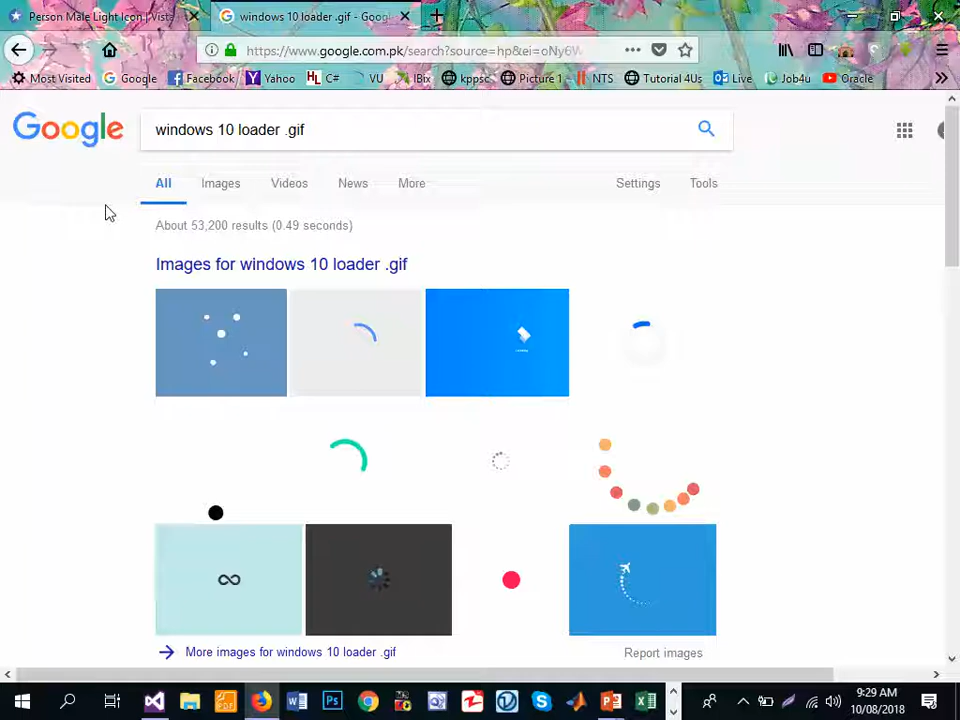 Person Male Light Icon | Vista
windows 10 loader .gif - Goog
https://www.google.com.pk/search?source=hp&ei=oNy6W
Most Visited Google Facebook Yahoo C# VU IBix kppsc Picture 1 NTS Tutorial 4Us Live Job4u Oracle
Google
windows 10 loader .gif
All Images Videos News More Settings Tools
About 53,200 results (0.49 seconds)
Images for windows 10 loader .gif
More images for windows 10 loader .gif
Report images
9:29 AM
10/08/2018